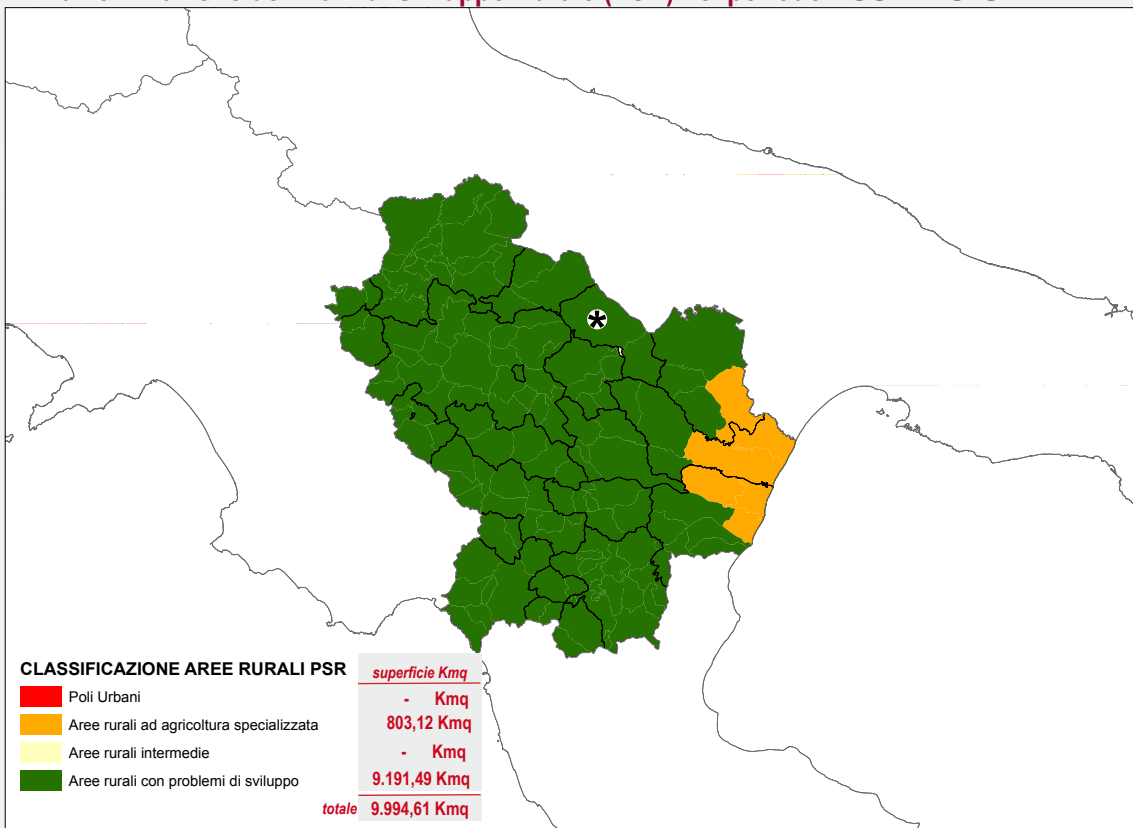 CLASSIFICAZIONE AREE RURALI PSR
superficie Kmq
Poli Urbani - Kmq
Aree rurali ad agricoltura specializzata 803,12 Kmq
Aree rurali intermedie - Kmq
Aree rurali con problemi di sviluppo 9.191,49 Kmq
totale 9.994,61 Kmq